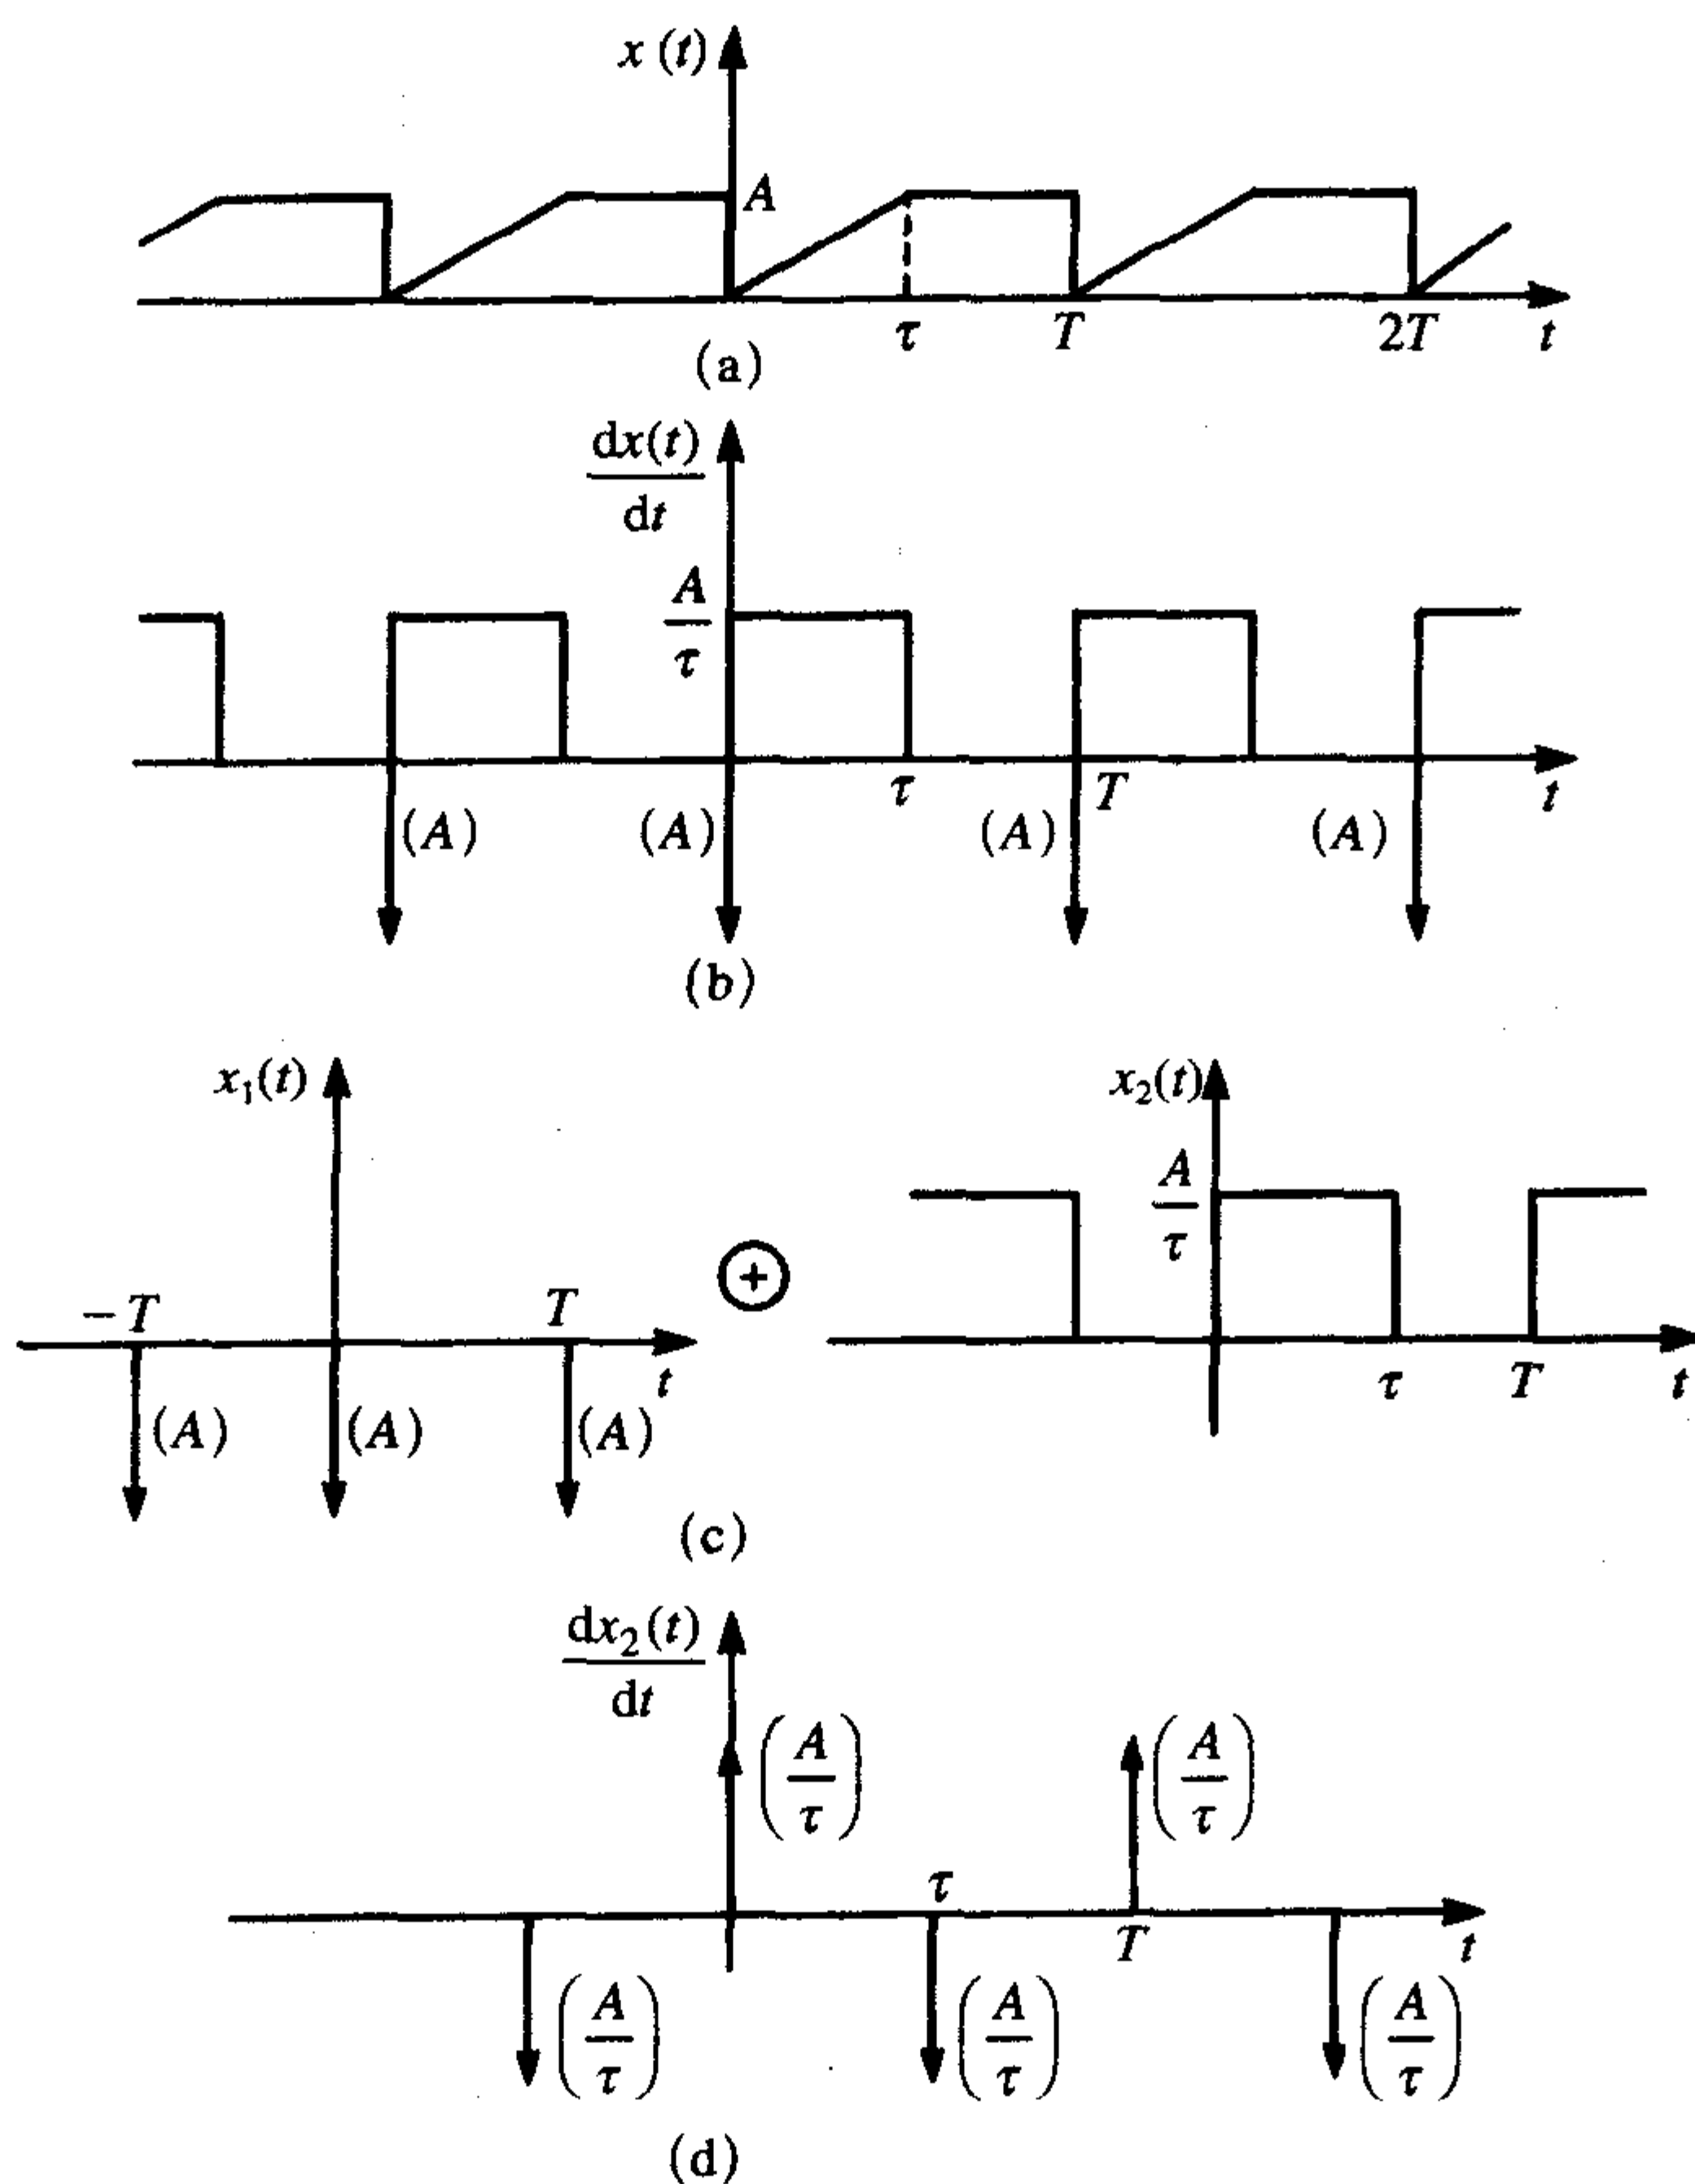 x (t)
A
τ T 2T t
(a)
dx(t)
dt
A
τ
τ T t
(A) (A) (A) (A)
(b)
x₁(t) x₂(t)
A
τ
− T T
+
t τ T t
(A) (A) (A)
(c)
dx₂(t)
dt
(A/τ) (A/τ)
τ
T t
(A/τ) (A/τ) (A/τ)
(d)